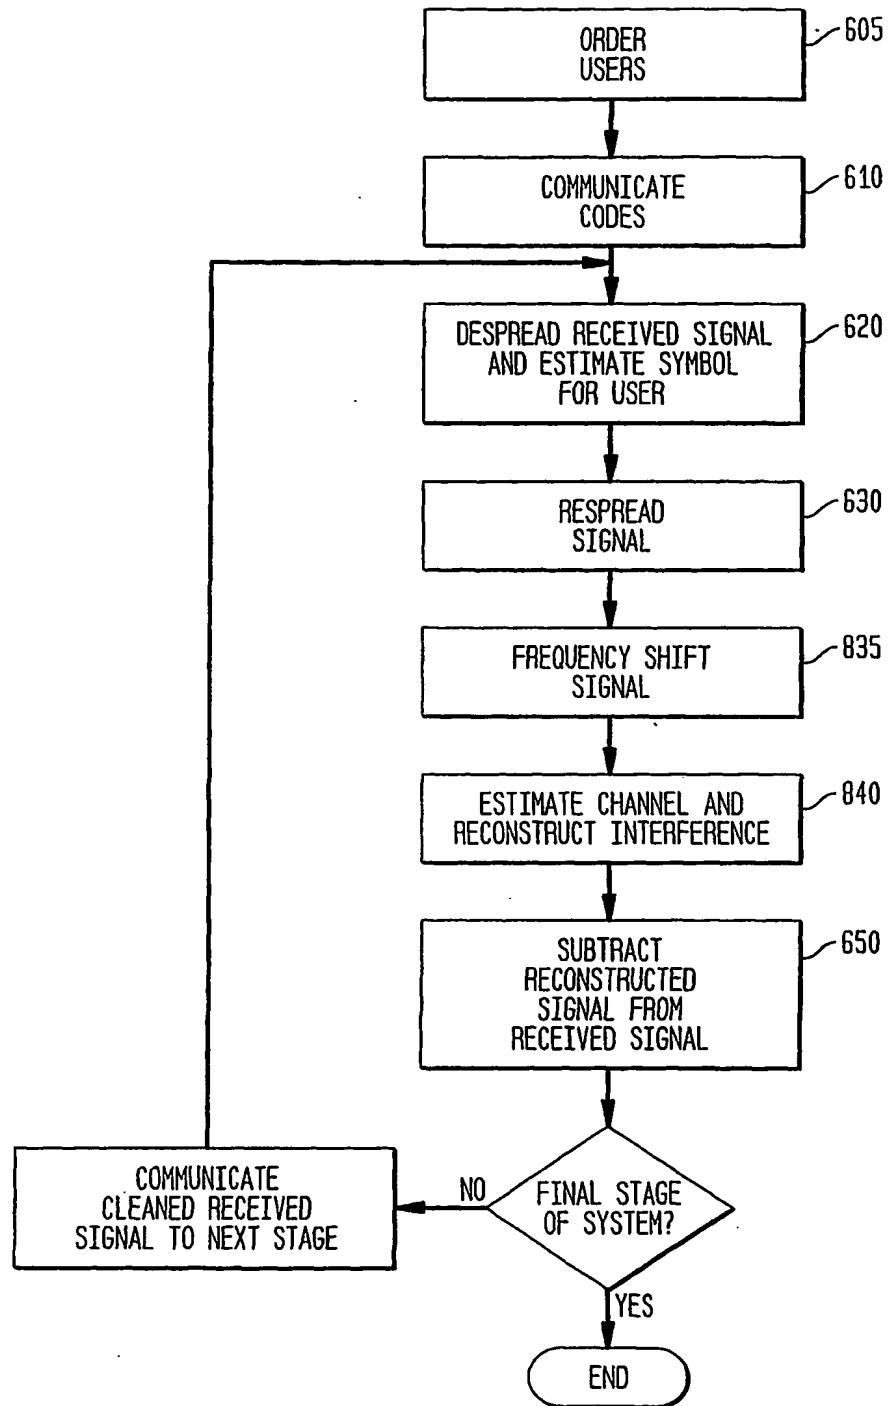 ORDER
USERS
605
COMMUNICATE
CODES
610
DESPREAD RECEIVED SIGNAL
AND ESTIMATE SYMBOL
FOR USER
620
RESPREAD
SIGNAL
630
FREQUENCY SHIFT
SIGNAL
835
ESTIMATE CHANNEL AND
RECONSTRUCT INTERFERENCE
840
SUBTRACT
RECONSTRUCTED
SIGNAL FROM
RECEIVED SIGNAL
650
FINAL STAGE
OF SYSTEM?
NO
COMMUNICATE
CLEANED RECEIVED
SIGNAL TO NEXT STAGE
YES
END